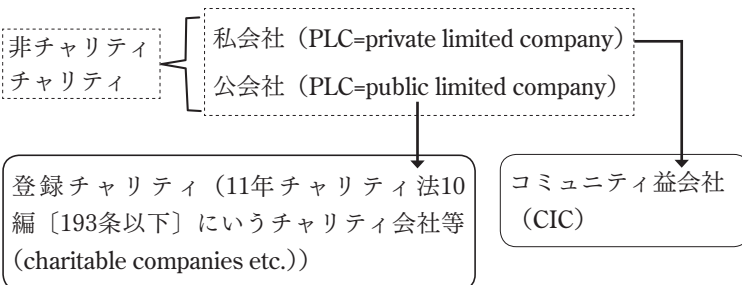 非チャリティ
チャリティ
私会社（PLC=private limited company）
公会社（PLC=public limited company）
登録チャリティ（11年チャリティ法10
編〔193条以下〕にいうチャリティ会社等
（charitable companies etc.））
コミュニティ益会社
（CIC）